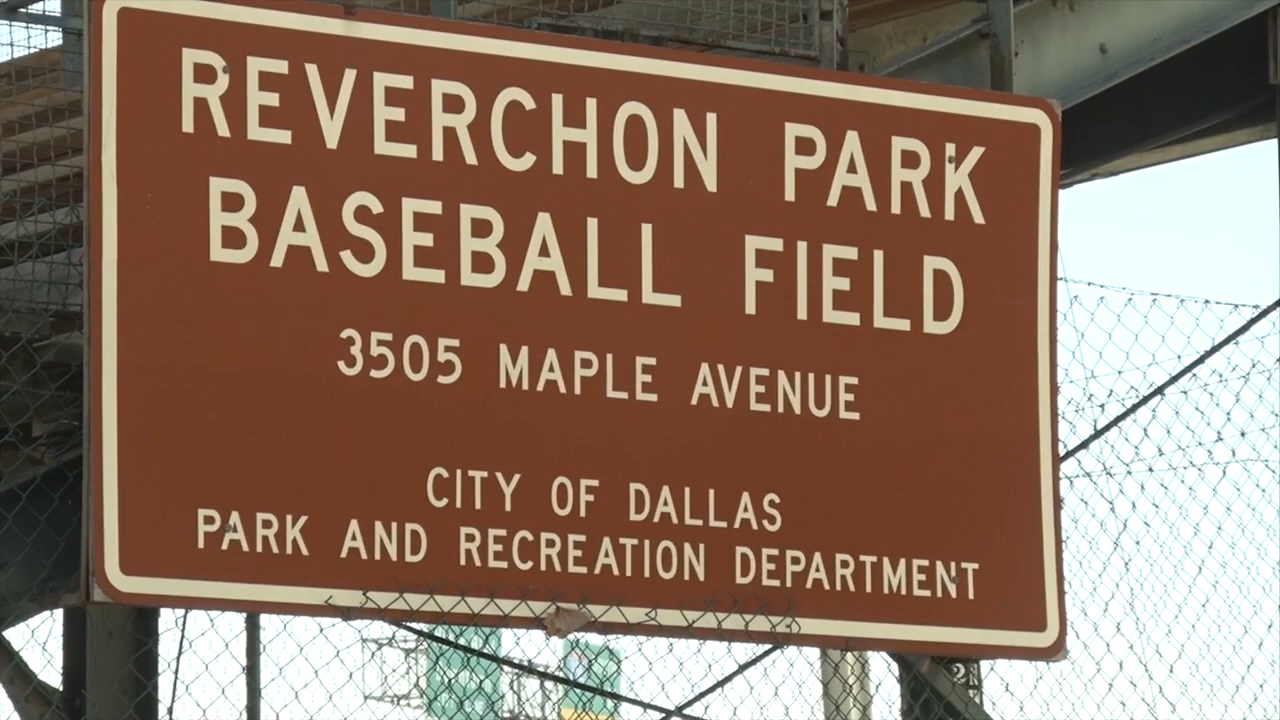 REVERCHON PARK
BASEBALL FIELD
3505 MAPLE AVENUE
CITY OF DALLAS
PARK AND RECREATION DEPARTMENT